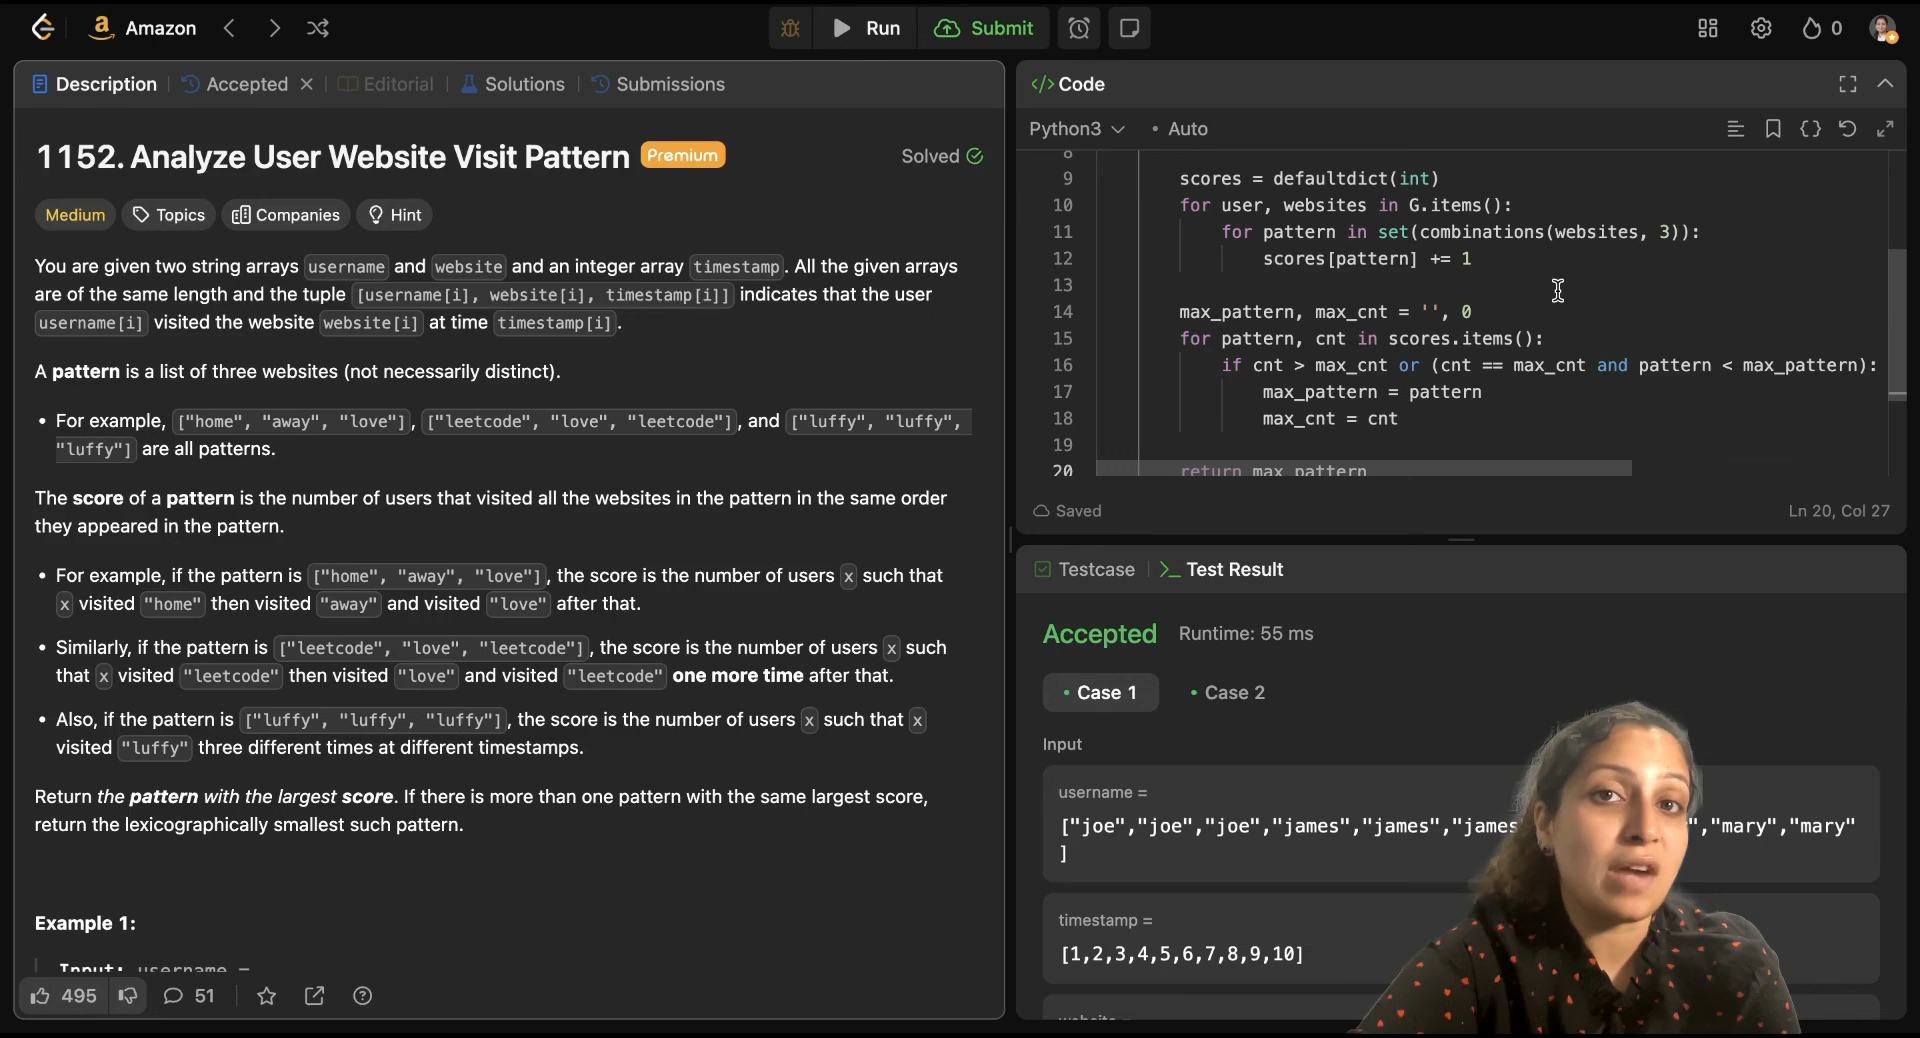 Amazon
Run
Submit
0
Description
Accepted
Editorial
Solutions
Submissions
1152. Analyze User Website Visit Pattern
Premium
Solved
Medium
Topics
Companies
Hint
You are given two string arrays username and website and an integer array timestamp. All the given arrays
are of the same length and the tuple [username[i], website[i], timestamp[i]] indicates that the user
username[i] visited the website website[i] at time timestamp[i].
A pattern is a list of three websites (not necessarily distinct).
• For example, ["home", "away", "love"], ["leetcode", "love", "leetcode"], and ["luffy", "luffy",
"luffy"] are all patterns.
The score of a pattern is the number of users that visited all the websites in the pattern in the same order
they appeared in the pattern.
• For example, if the pattern is ["home", "away", "love"], the score is the number of users x such that
x visited "home" then visited "away" and visited "love" after that.
• Similarly, if the pattern is ["leetcode", "love", "leetcode"], the score is the number of users x such
that x visited "leetcode" then visited "love" and visited "leetcode" one more time after that.
• Also, if the pattern is ["luffy", "luffy", "luffy"], the score is the number of users x such that x
visited "luffy" three different times at different timestamps.
Return the pattern with the largest score. If there is more than one pattern with the same largest score,
return the lexicographically smallest such pattern.
Example 1:
Input: username =
495
51
</> Code
Python3
• Auto
8
9 scores = defaultdict(int)
10 for user, websites in G.items():
11 for pattern in set(combinations(websites, 3)):
12 scores[pattern] += 1
13
14 max_pattern, max_cnt = '', 0
15 for pattern, cnt in scores.items():
16 if cnt > max_cnt or (cnt == max_cnt and pattern < max_pattern):
17 max_pattern = pattern
18 max_cnt = cnt
19
20 return max_pattern
Saved
Ln 20, Col 27
Testcase
Test Result
Accepted
Runtime: 55 ms
• Case 1
• Case 2
Input
username =
["joe","joe","joe","james","james","james
","mary","mary"
]
timestamp =
[1,2,3,4,5,6,7,8,9,10]
website =